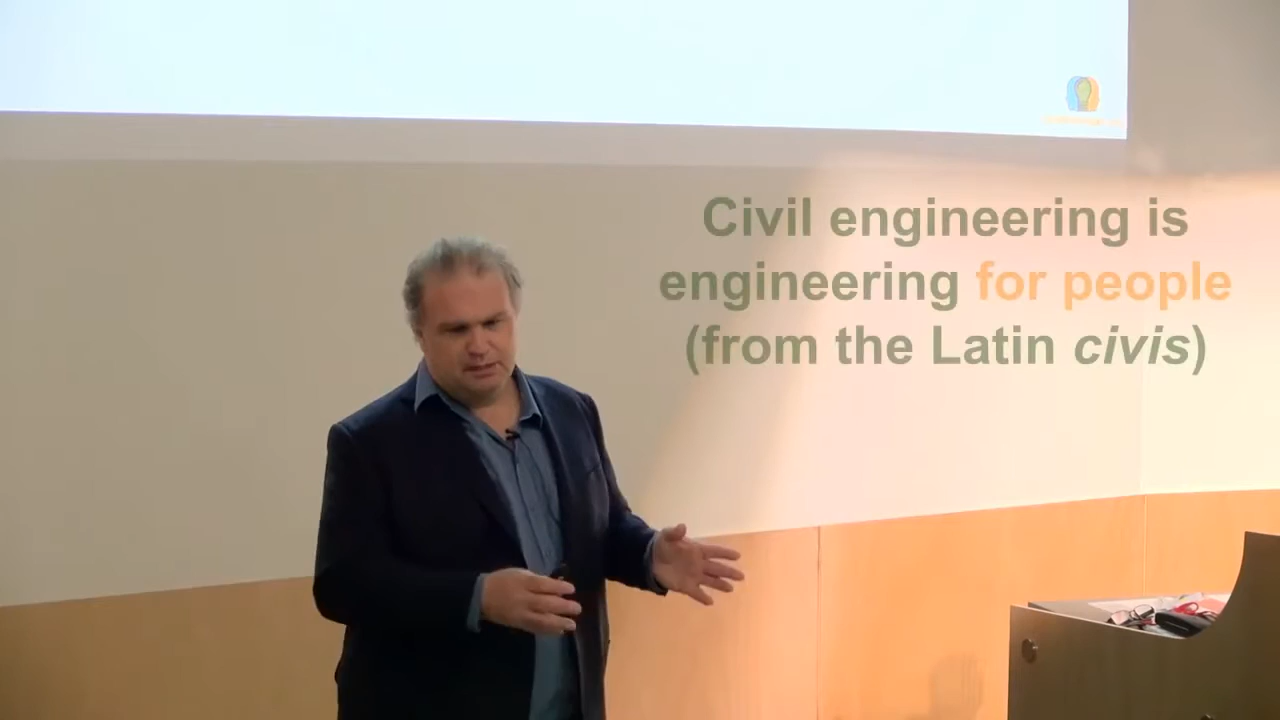 Civil engineering is
engineering for people
(from the Latin civis)